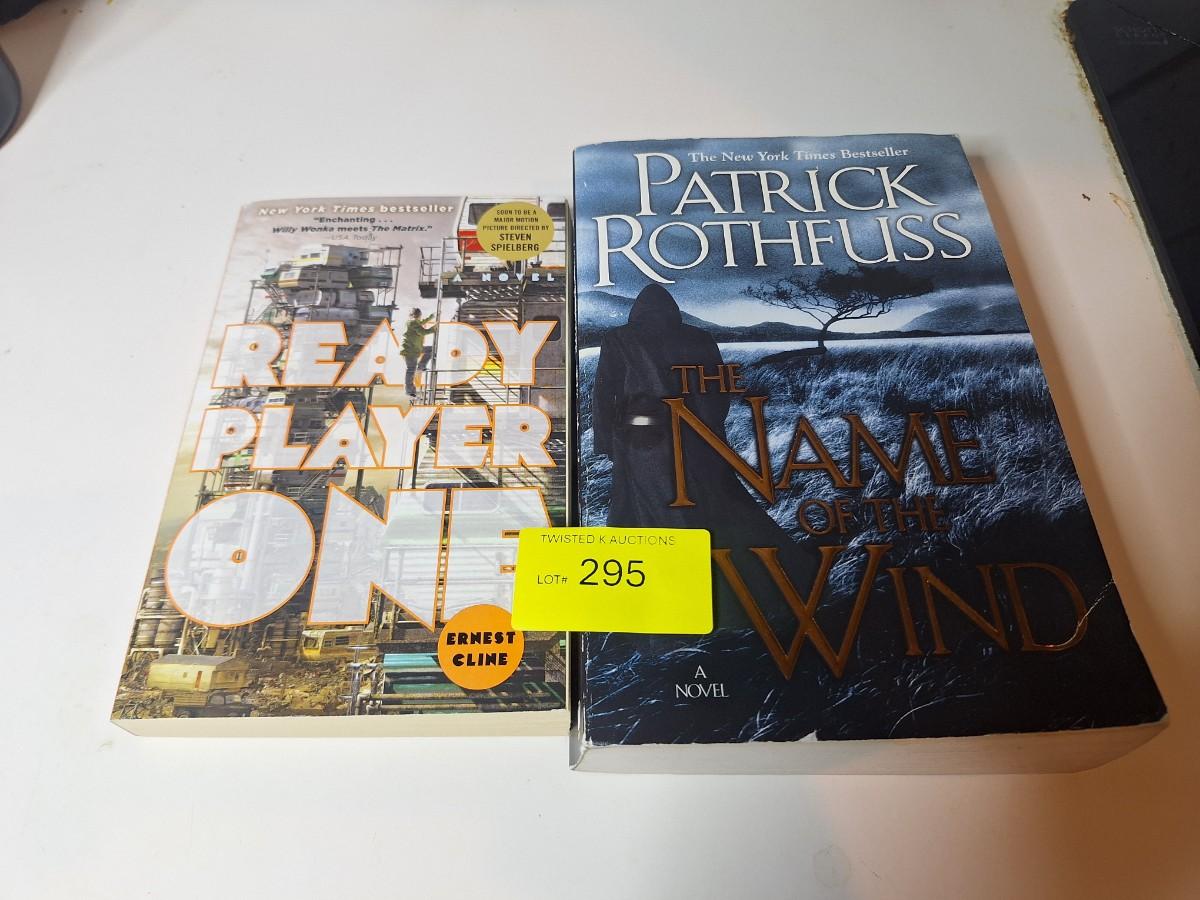 New York Times bestseller
"Enchanting . . .
Willy Wonka meets The Matrix."
—USA Today
SOON TO BE A
MAJOR MOTION
PICTURE DIRECTED BY
STEVEN
SPIELBERG
A NOVEL
READY
PLAYER
ONE
ERNEST
CLINE
The New York Times Bestseller
PATRICK
ROTHFUSS
THE
NAME
OF THE
WIND
A
NOVEL
TWISTED K AUCTIONS
LOT# 295